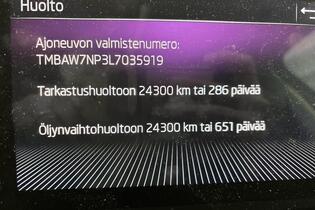 Huolto
Ajoneuvon valmistenumero:
TMBAW7NP3L7035919
Tarkastushuoltoon 24300 km tai 286 päivää
Öljynvaihtohuoltoon 24300 km tai 651 päivää